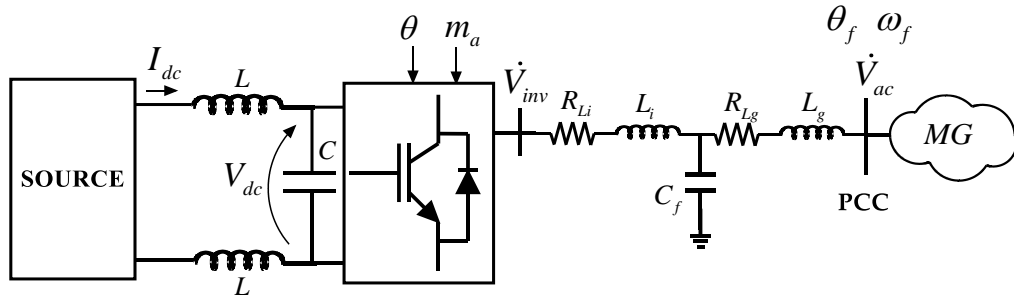 θ_f ω_f
θ m_a
I_dc L V̇_inv R_Li L_i R_Lg L_g V̇_ac
SOURCE V_dc C C_f MG
PCC
L